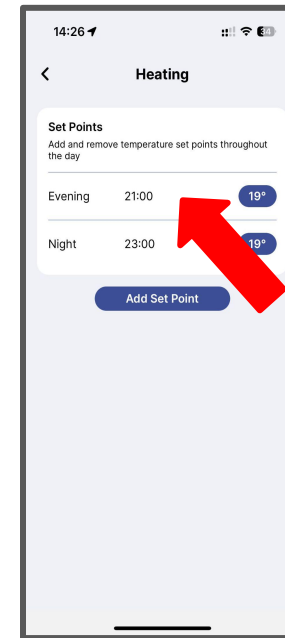 14:26
34
Heating
Set Points
Add and remove temperature set points throughout
the day
Evening 21:00 19°
Night 23:00 19°
Add Set Point